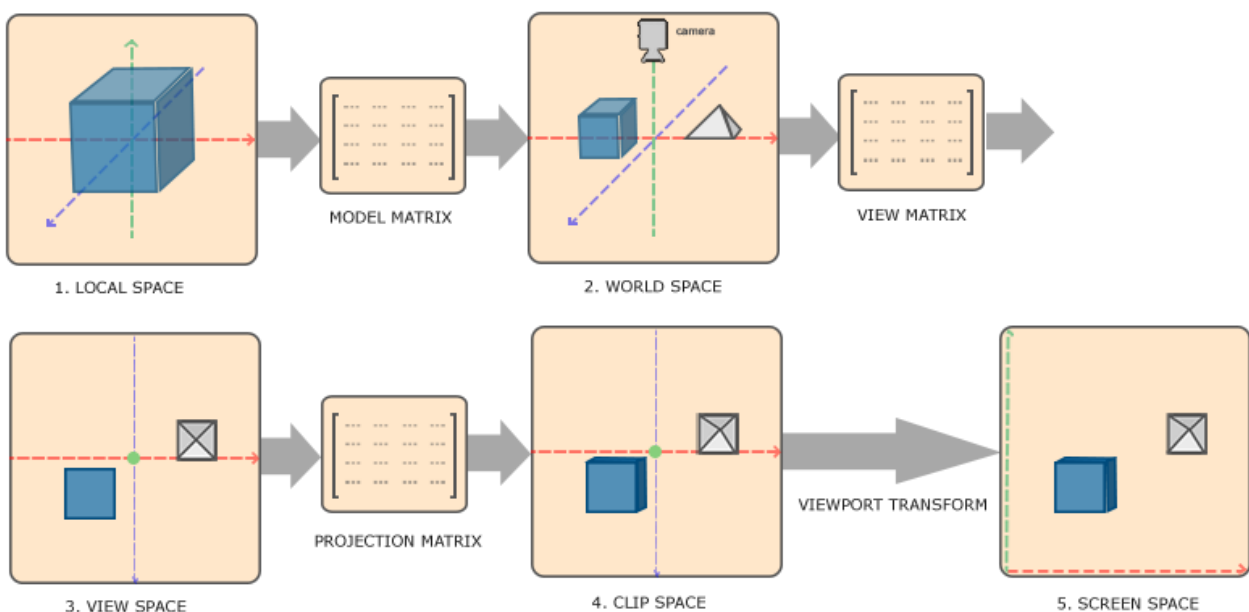 camera
MODEL MATRIX
VIEW MATRIX
1. LOCAL SPACE
2. WORLD SPACE
VIEWPORT TRANSFORM
PROJECTION MATRIX
3. VIEW SPACE
4. CLIP SPACE
5. SCREEN SPACE